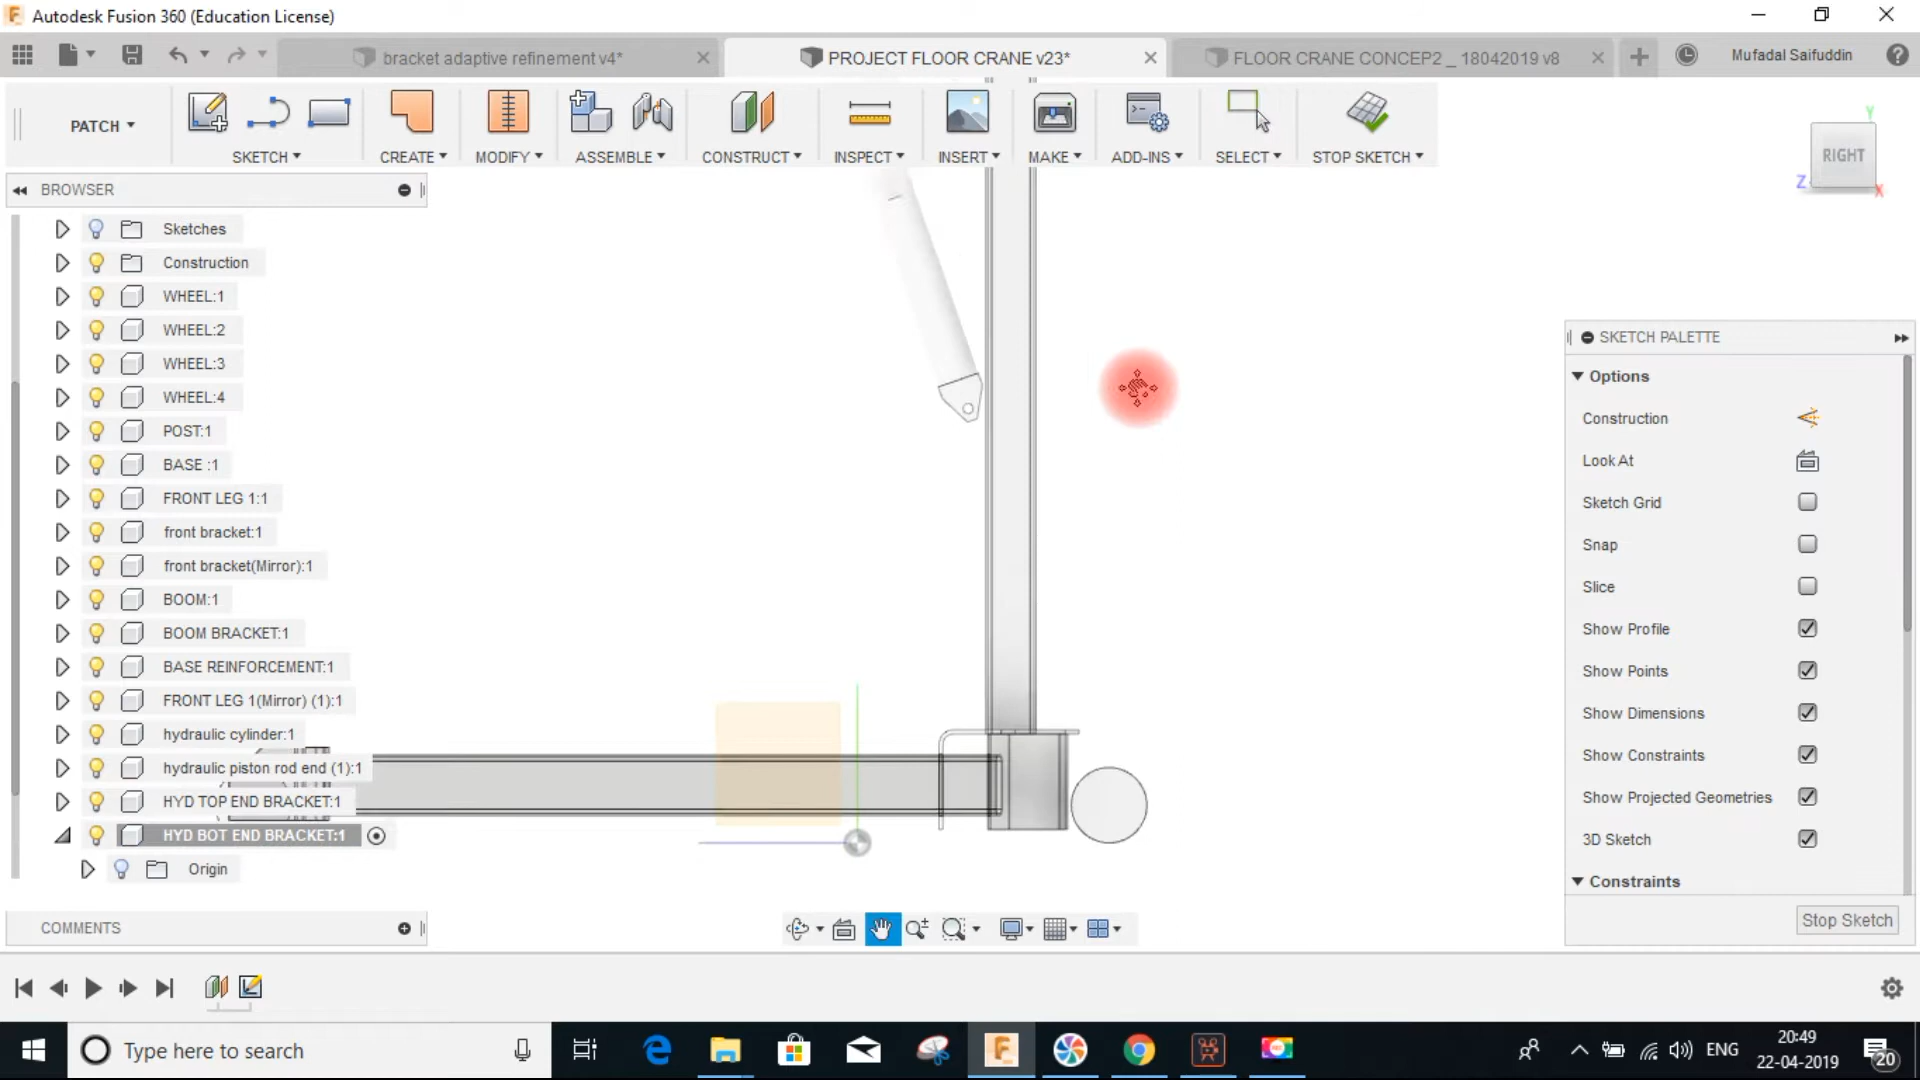 Autodesk Fusion 360 (Education License)
bracket adaptive refinement v4*
PROJECT FLOOR CRANE v23*
FLOOR CRANE CONCEP2 _ 18042019 v8
Mufadal Saifuddin
PATCH
SKETCH
CREATE
MODIFY
ASSEMBLE
CONSTRUCT
INSPECT
INSERT
MAKE
ADD-INS
SELECT
STOP SKETCH
Y
RIGHT
Z
X
BROWSER
Sketches
Construction
WHEEL:1
WHEEL:2
WHEEL:3
WHEEL:4
POST:1
BASE :1
FRONT LEG 1:1
front bracket:1
front bracket(Mirror):1
BOOM:1
BOOM BRACKET:1
BASE REINFORCEMENT:1
FRONT LEG 1(Mirror) (1):1
hydraulic cylinder:1
hydraulic piston rod end (1):1
HYD TOP END BRACKET:1
HYD BOT END BRACKET:1
Origin
COMMENTS
SKETCH PALETTE
Options
Construction
Look At
Sketch Grid
Snap
Slice
Show Profile
Show Points
Show Dimensions
Show Constraints
Show Projected Geometries
3D Sketch
Constraints
Stop Sketch
Type here to search
ENG
20:49
22-04-2019
20